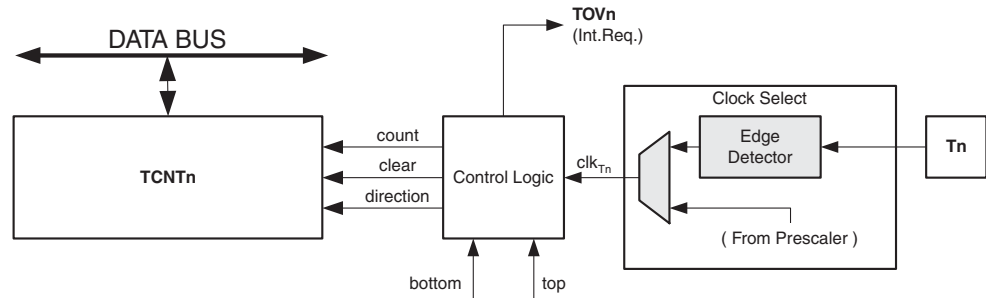 TOVn
(Int.Req.)
DATA BUS
Clock Select
count
Edge
Detector
Tn
TCNTn
clear
Control Logic
clkTn
direction
( From Prescaler )
bottom
top